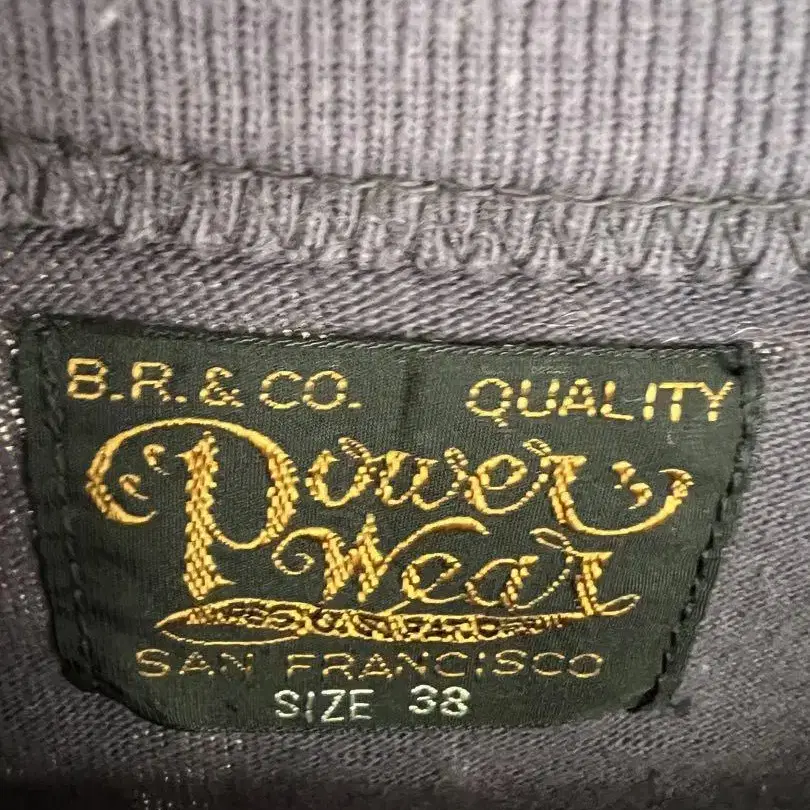 B.R. & CO. QUALITY
Power
Wear
SAN FRANCISCO
SIZE 38